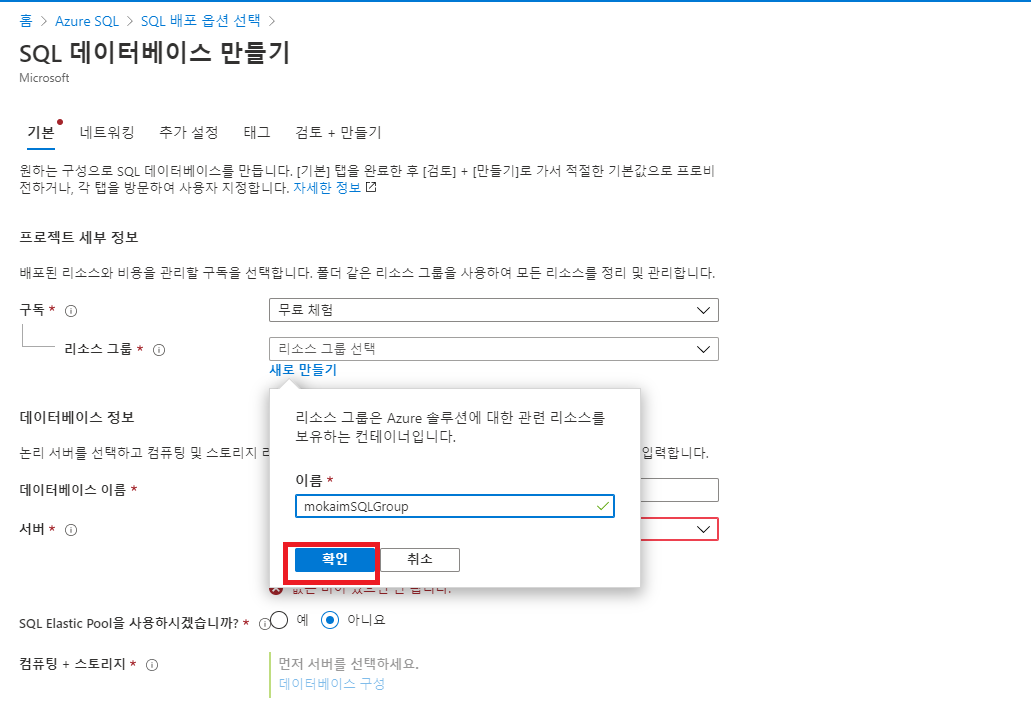 홈 > Azure SQL > SQL 배포 옵션 선택 >
SQL 데이터베이스 만들기
Microsoft
기본 네트워킹 추가 설정 태그 검토 + 만들기
원하는 구성으로 SQL 데이터베이스를 만듭니다. [기본] 탭을 완료한 후 [검토] + [만들기]로 가서 적절한 기본값으로 프로비
전하거나, 각 탭을 방문하여 사용자 지정합니다. 자세한 정보
프로젝트 세부 정보
배포된 리소스와 비용을 관리할 구독을 선택합니다. 폴더 같은 리소스 그룹을 사용하여 모든 리소스를 정리 및 관리합니다.
구독 * 무료 체험
리소스 그룹 * 리소스 그룹 선택
새로 만들기
리소스 그룹은 Azure 솔루션에 대한 관련 리소스를
보유하는 컨테이너입니다.
이름 *
mokaimSQLGroup
확인 취소
데이터베이스 정보
논리 서버를 선택하고 컴퓨팅 및 스토리지 입력합니다.
데이터베이스 이름 *
서버 *
SQL Elastic Pool을 사용하시겠습니까? * 예 아니요
컴퓨팅 + 스토리지 * 먼저 서버를 선택하세요.
데이터베이스 구성